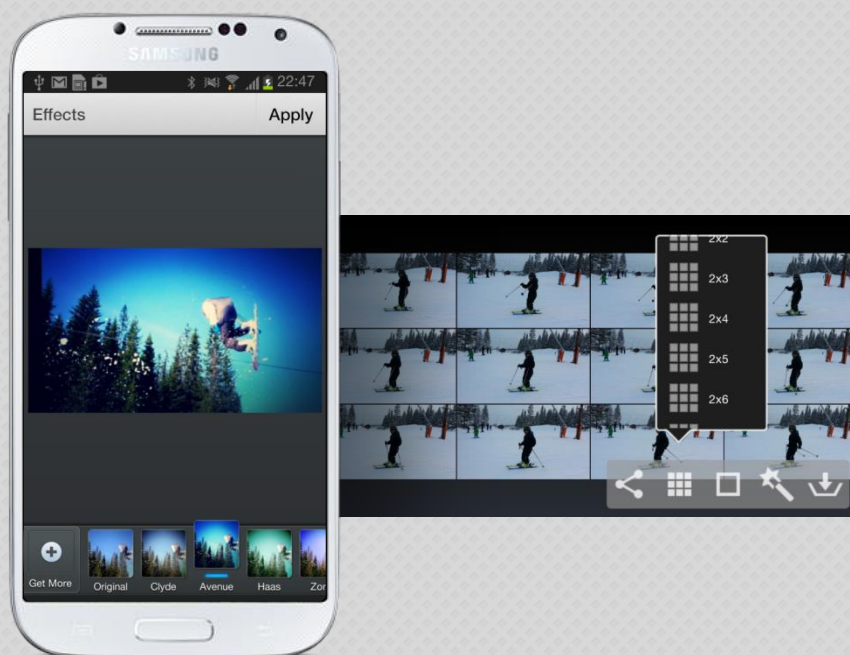 SAMSUNG
22:47
Effects
Apply
Get More
Original
Clyde
Avenue
Haas
2x2
2x3
2x4
2x5
2x6